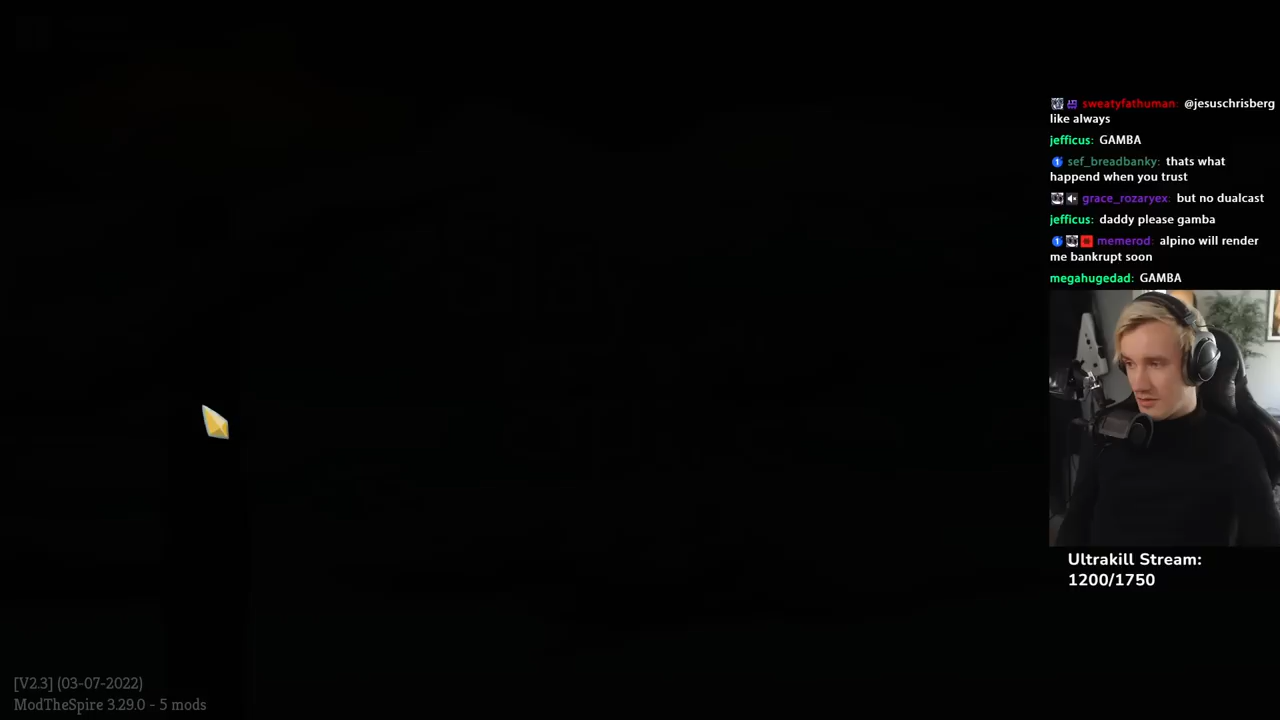 sweatyfathuman: @jesuschrisberg
like always
jefficus: GAMBA
sef_breadbanky: thats what
happend when you trust
grace_rozaryex: but no dualcast
jefficus: daddy please gamba
memerod: alpino will render
me bankrupt soon
megahugedad: GAMBA
Ultrakill Stream:
1200/1750
[V2.3] (03-07-2022)
ModTheSpire 3.29.0 - 5 mods